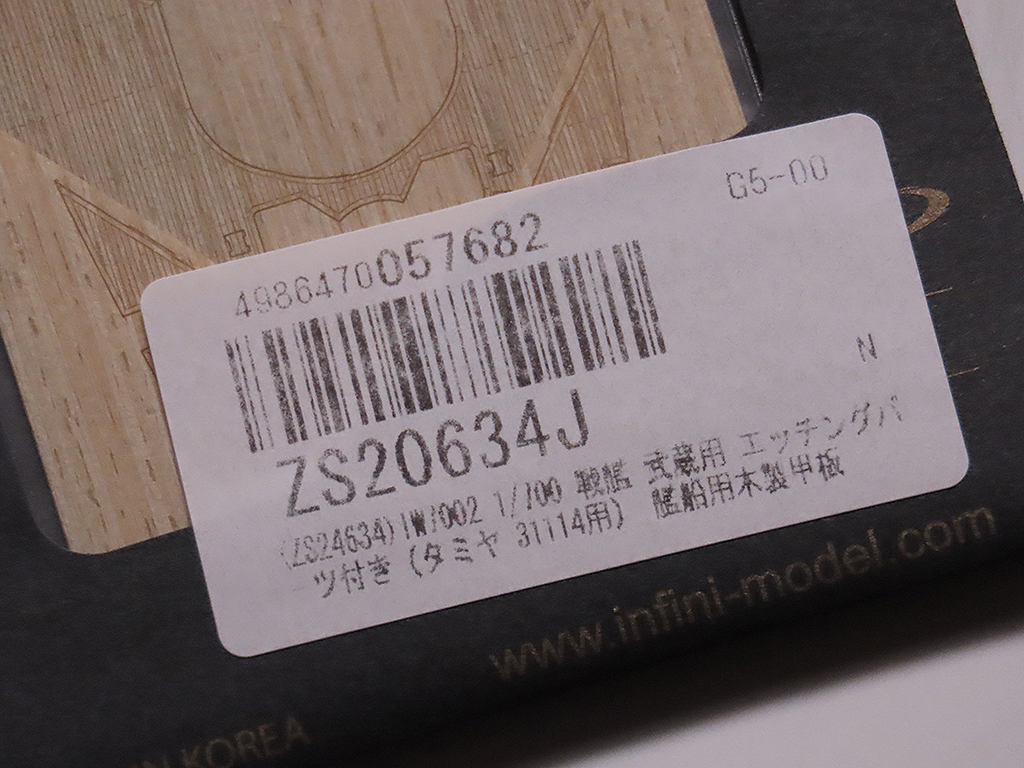 G5-00
4986470057682
N
ZS20634J
(ZS24634)IW7002 1/700 戦艦 武蔵用 エッチングパ
ーツ付き (タミヤ 31114用) 艦船用木製甲板
www.infini-model.com
IN KOREA